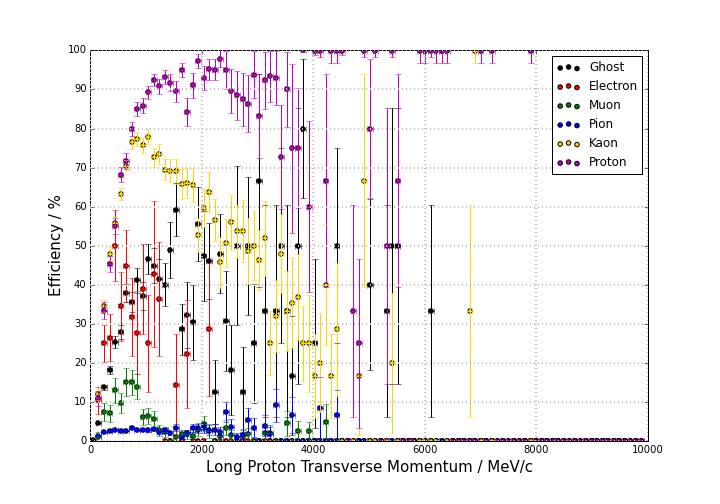 100
90
80
70
60
50
40
30
20
10
0
Efficiency / %
Ghost
Electron
Muon
Pion
Kaon
Proton
0 2000 4000 6000 8000 10000
Long Proton Transverse Momentum / MeV/c